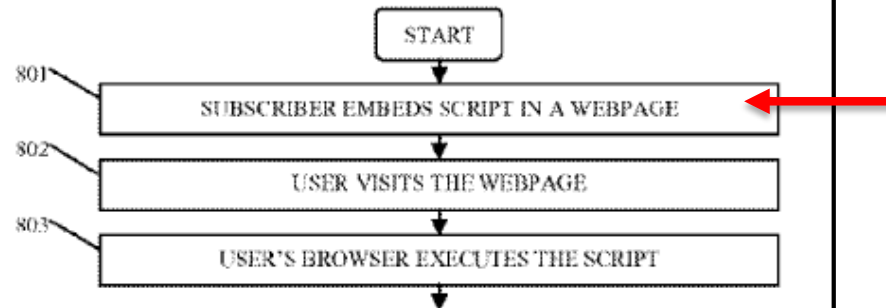 START
801
SUBSCRIBER EMBEDS SCRIPT IN A WEBPAGE
802
USER VISITS THE WEBPAGE
803
USER'S BROWSER EXECUTES THE SCRIPT